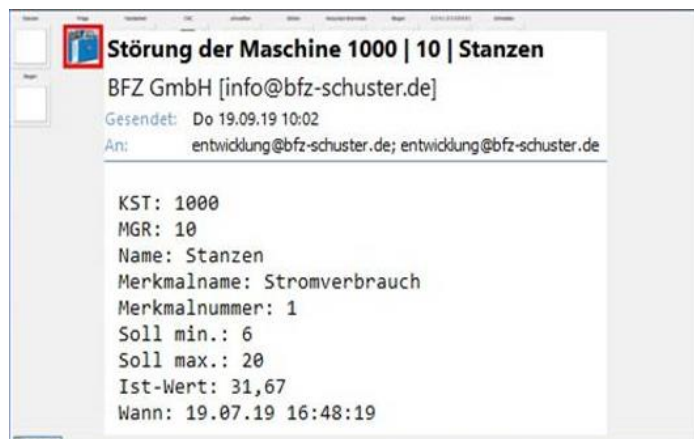 Störung der Maschine 1000 | 10 | Stanzen
BFZ GmbH [info@bfz-schuster.de]
Gesendet: Do 19.09.19 10:02
An: entwicklung@bfz-schuster.de; entwicklung@bfz-schuster.de
KST: 1000
MGR: 10
Name: Stanzen
Merkmalname: Stromverbrauch
Merkmalnummer: 1
Soll min.: 6
Soll max.: 20
Ist-Wert: 31,67
Wann: 19.07.19 16:48:19